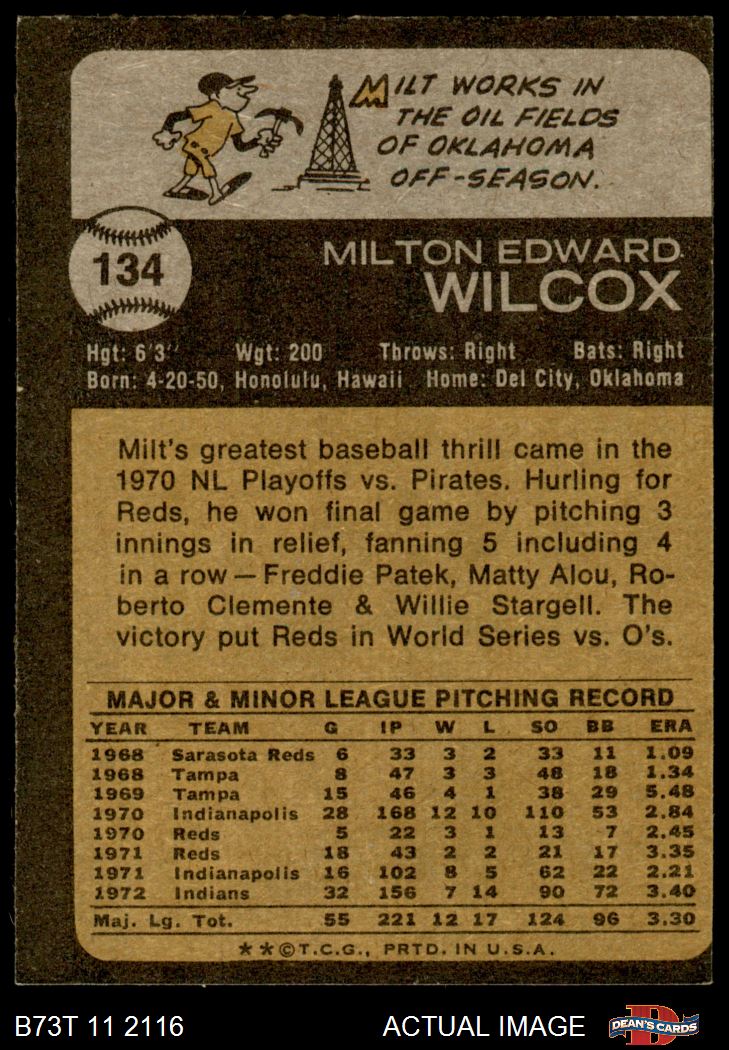 MILT WORKS IN
THE OIL FIELDS
OF OKLAHOMA
OFF-SEASON.
134
MILTON EDWARD
WILCOX
Hgt: 6'3" Wgt: 200 Throws: Right Bats: Right
Born: 4-20-50, Honolulu, Hawaii Home: Del City, Oklahoma
Milt's greatest baseball thrill came in the
1970 NL Playoffs vs. Pirates. Hurling for
Reds, he won final game by pitching 3
innings in relief, fanning 5 including 4
in a row — Freddie Patek, Matty Alou, Ro-
berto Clemente & Willie Stargell. The
victory put Reds in World Series vs. O's.
MAJOR & MINOR LEAGUE PITCHING RECORD
YEAR TEAM G IP W L SO BB ERA
1968 Sarasota Reds 6 33 3 2 33 11 1.09
1968 Tampa 8 47 3 3 48 18 1.34
1969 Tampa 15 46 4 1 38 29 5.48
1970 Indianapolis 28 168 12 10 110 53 2.84
1970 Reds 5 22 3 1 13 7 2.45
1971 Reds 18 43 2 2 21 17 3.35
1971 Indianapolis 16 102 8 5 62 22 2.21
1972 Indians 32 156 7 14 90 72 3.40
Maj. Lg. Tot. 55 221 12 17 124 96 3.30
**©T.C.G., PRTD. IN U.S.A.
B73T 11 2116 ACTUAL IMAGE D DEAN'S CARDS